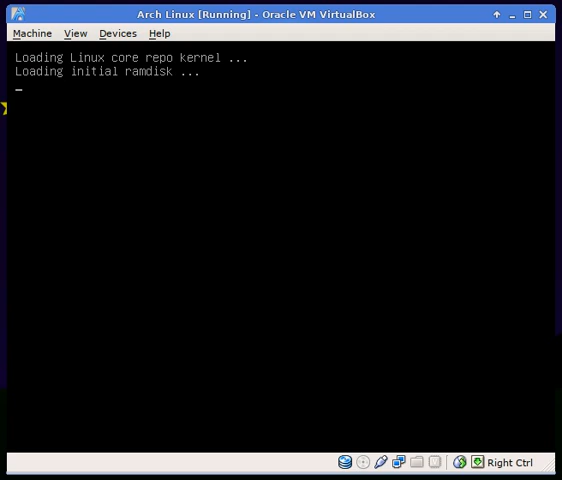 Arch Linux [Running] - Oracle VM VirtualBox
Machine View Devices Help
Loading Linux core repo kernel ...
Loading initial ramdisk ...
Right Ctrl